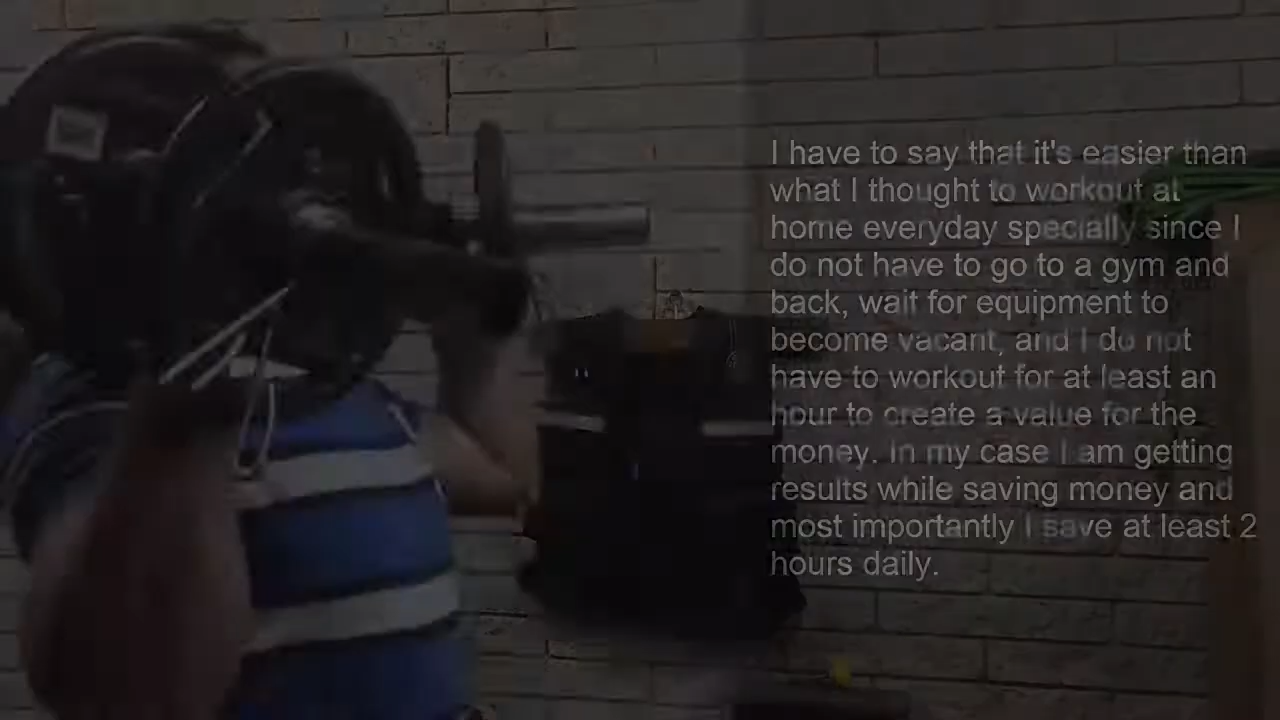 I have to say that it's easier than
what I thought to workout at
home everyday specially since I
do not have to go to a gym and
back, wait for equipment to
become vacant, and I do not
have to workout for at least an
hour to create a value for the
money. In my case I am getting
results while saving money and
most importantly I save at least 2
hours daily.